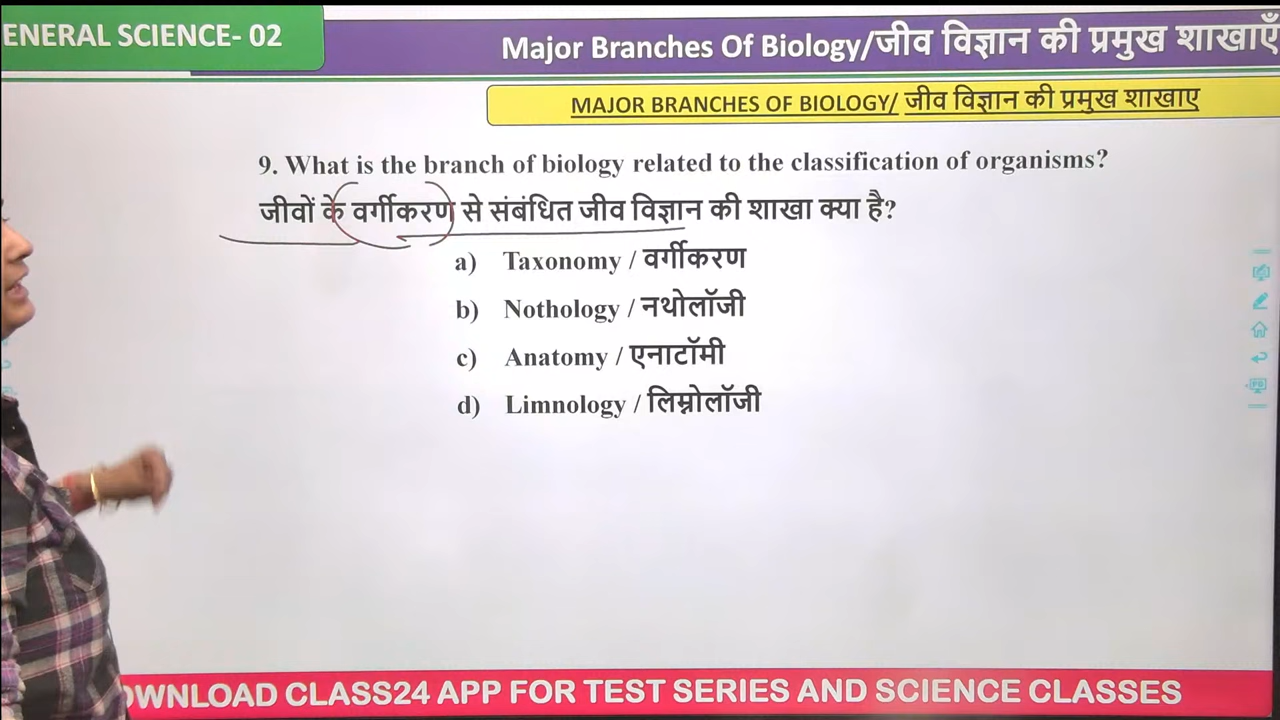 ENERAL SCIENCE- 02
Major Branches Of Biology/जीव विज्ञान की प्रमुख शाखाएँ
MAJOR BRANCHES OF BIOLOGY/ जीव विज्ञान की प्रमुख शाखाए
9. What is the branch of biology related to the classification of organisms?
जीवों के वर्गीकरण से संबंधित जीव विज्ञान की शाखा क्या है?
a) Taxonomy / वर्गीकरण
b) Nothology / नथोलॉजी
c) Anatomy / एनाटॉमी
d) Limnology / लिम्नोलॉजी
OWNLOAD CLASS24 APP FOR TEST SERIES AND SCIENCE CLASSES